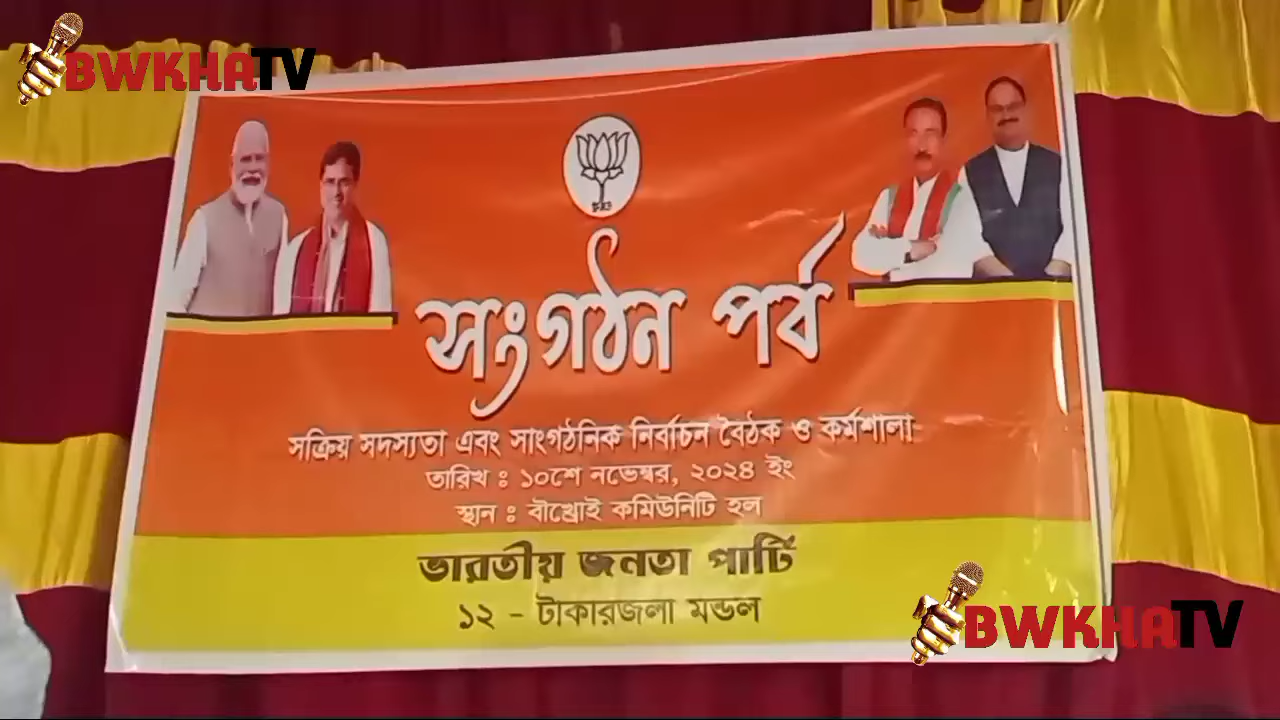 BWKHATV
সংগঠন পর্ব
সক্রিয় সদস্যতা এবং সাংগঠনিক নির্বাচন বৈঠক ও কর্মশালা
তারিখ ঃ ১০শে নভেম্বর, ২০২৪ ইং
স্থান ঃ বীখ্রোই কমিউনিটি হল
ভারতীয় জনতা পার্টি
১২ - টাকারজলা মন্ডল
BWKHATV